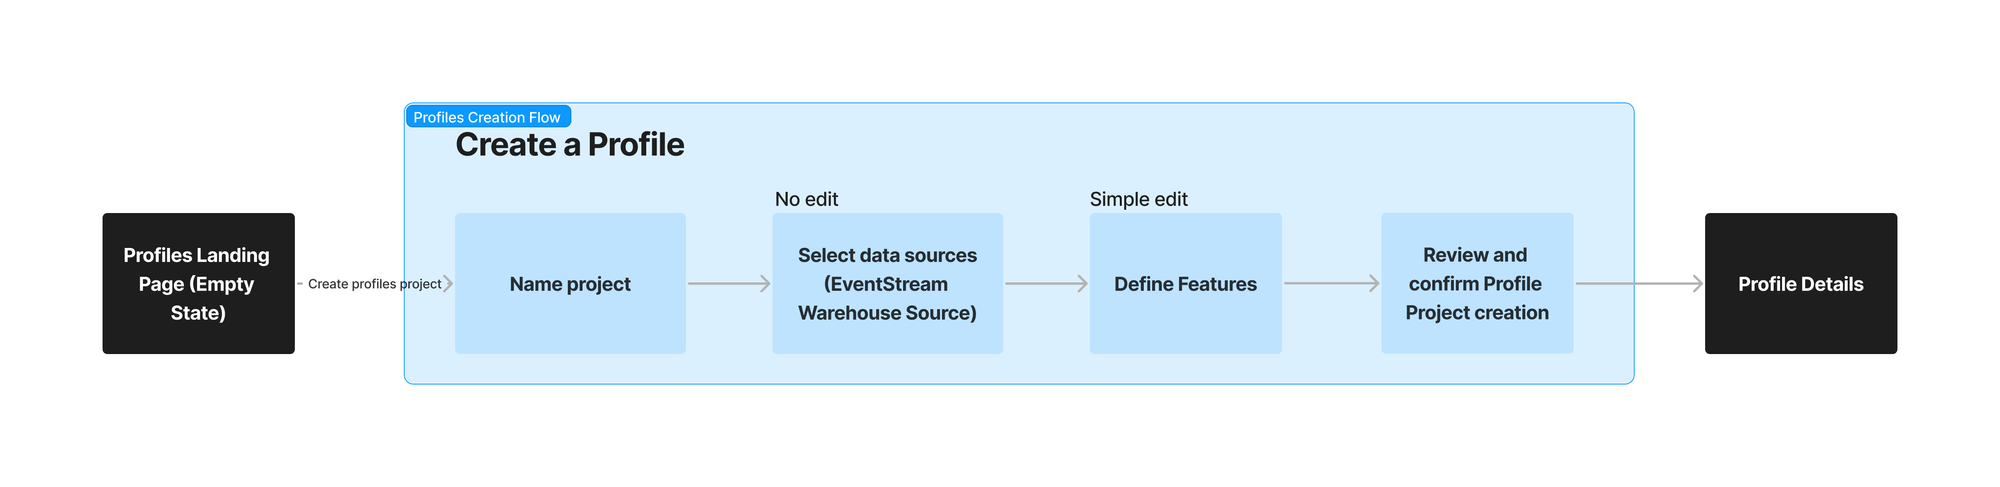 Profiles Creation Flow
Create a Profile
No edit
Simple edit
Profiles Landing
Page (Empty
State)
Create profiles project
Name project
Select data sources
(EventStream
Warehouse Source)
Define Features
Review and
confirm Profile
Project creation
Profile Details